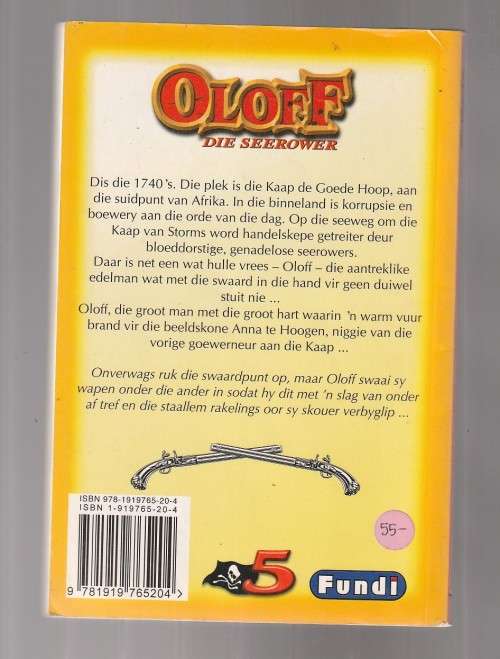 OLOFF
DIE SEEROWER
Dis die 1740's. Die plek is die Kaap de Goede Hoop, aan
die suidpunt van Afrika. In die binneland is korrupsie en
boewery aan die orde van die dag. Op die seeweg om die
Kaap van Storms word handelskepe getreiter deur
bloeddorstige, genadelose seerowers.
Daar is net een wat hulle vrees – Oloff – die aantreklike
edelman wat met die swaard in die hand vir geen duiwel
stuit nie ...
Oloff, die groot man met die groot hart waarin 'n warm vuur
brand vir die beeldskone Anna te Hoogen, niggie van die
vorige goewerneur aan die Kaap ...
Onverwags ruk die swaardpunt op, maar Oloff swaai sy
wapen onder die ander in sodat hy dit met 'n slag van onder
af tref en die staallem rakelings oor sy skouer verbyglip ...
ISBN 978-1919765-20-4
ISBN 1-919765-20-4
9 781919 765204 >
55-
5
Fundi